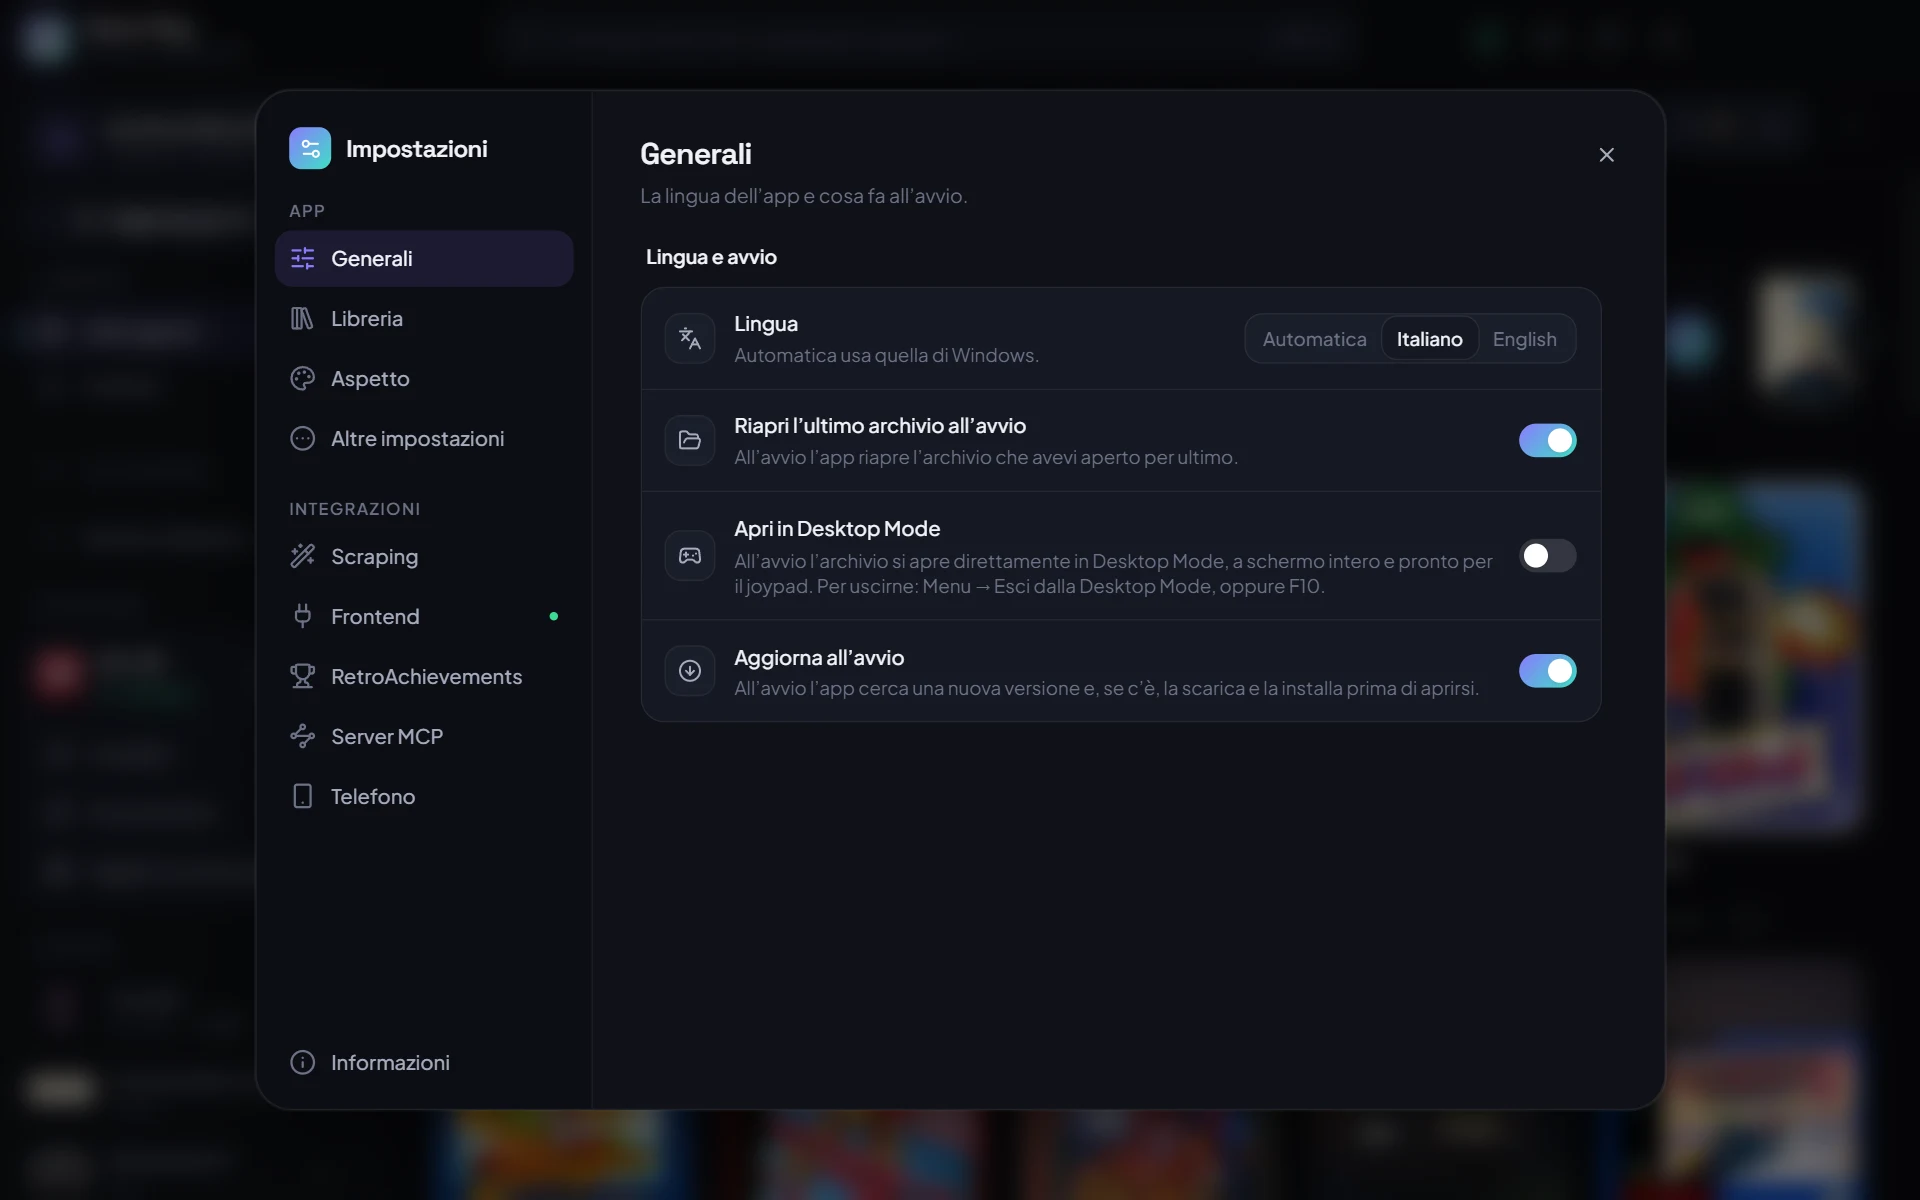 Impostazioni
APP
Generali
Libreria
Aspetto
Altre impostazioni
INTEGRAZIONI
Scraping
Frontend
RetroAchievements
Server MCP
Telefono
Informazioni
Generali
La lingua dell’app e cosa fa all’avvio.
Lingua e avvio
Lingua
Automatica usa quella di Windows.
Automatica Italiano English
Riapri l’ultimo archivio all’avvio
All’avvio l’app riapre l’archivio che avevi aperto per ultimo.
Apri in Desktop Mode
All’avvio l’archivio si apre direttamente in Desktop Mode, a schermo intero e pronto per
il joypad. Per uscirne: Menu → Esci dalla Desktop Mode, oppure F10.
Aggiorna all’avvio
All’avvio l’app cerca una nuova versione e, se c’è, la scarica e la installa prima di aprirsi.